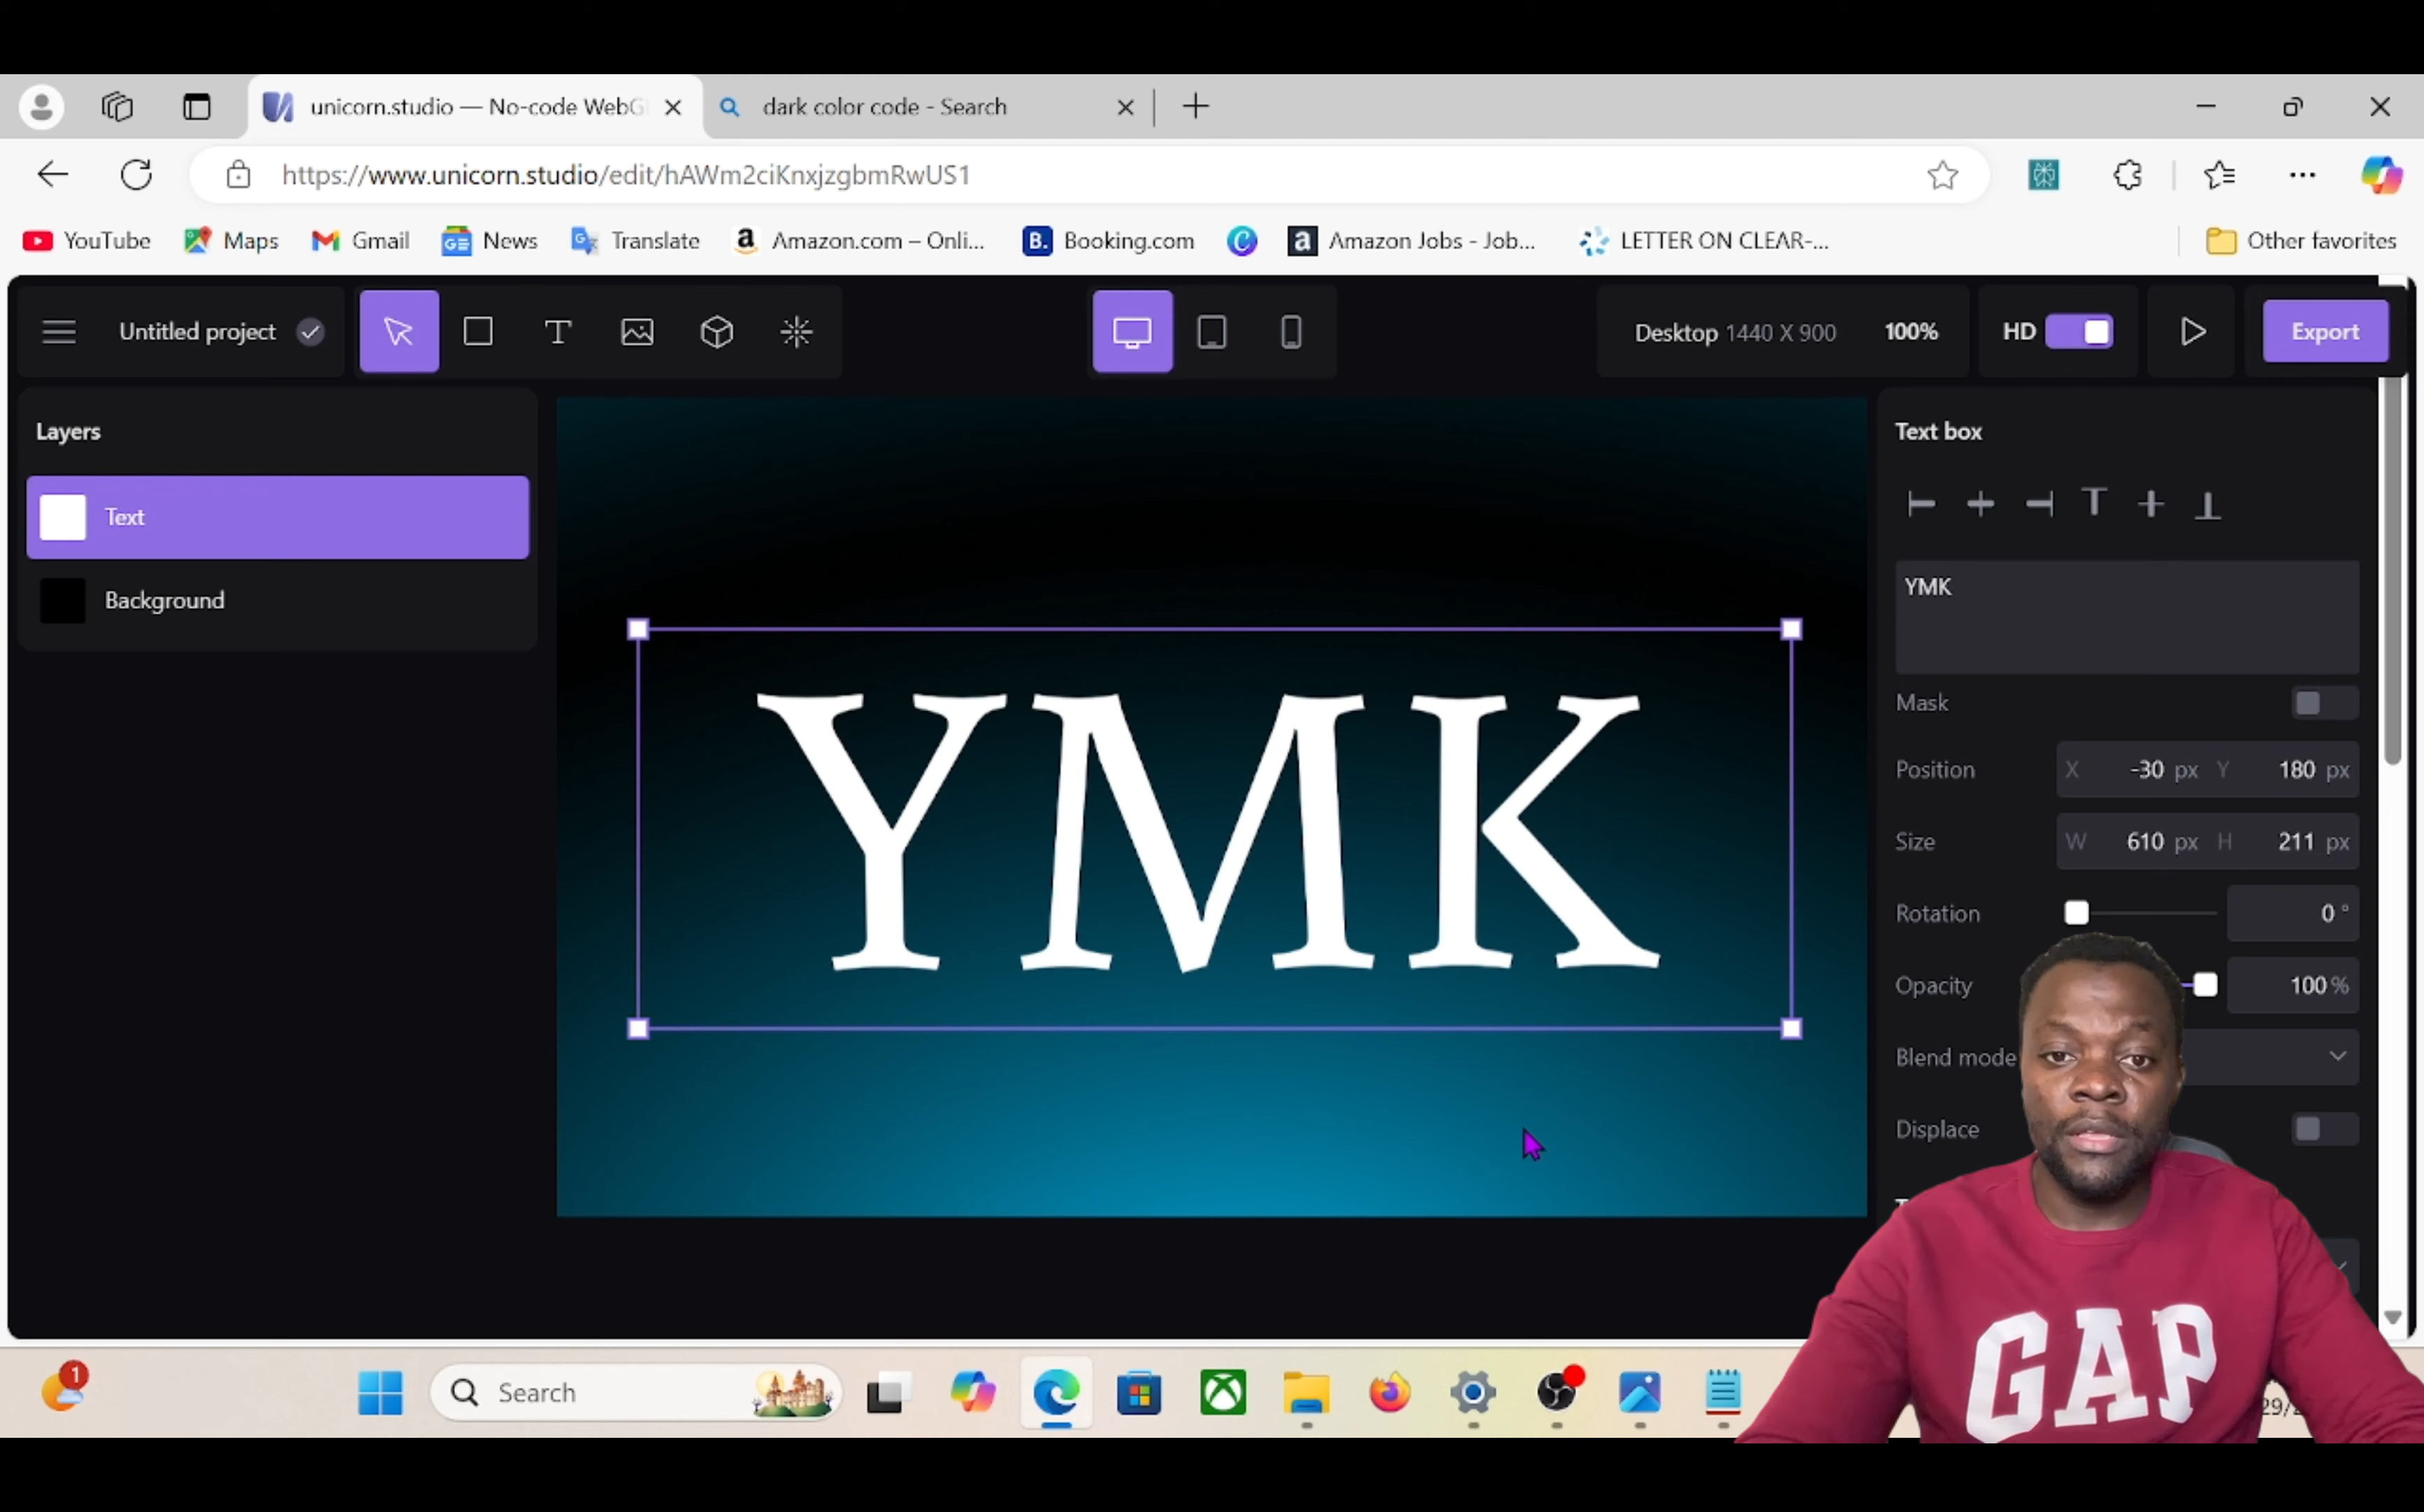 unicorn.studio — No-code WebG
dark color code - Search
https://www.unicorn.studio/edit/hAWm2ciKnxjzgbmRwUS1
YouTube Maps Gmail News Translate Amazon.com – Onli... Booking.com Amazon Jobs - Job... LETTER ON CLEAR-... Other favorites
Untitled project T Desktop 1440 X 900 100% HD Export
Layers
Text
Background
YMK
Text box
YMK
Mask
Position X -30 px Y 180 px
Size W 610 px H 211 px
Rotation 0 °
Opacity 100 %
Blend mode
Displace
GAP
1
Search
29/